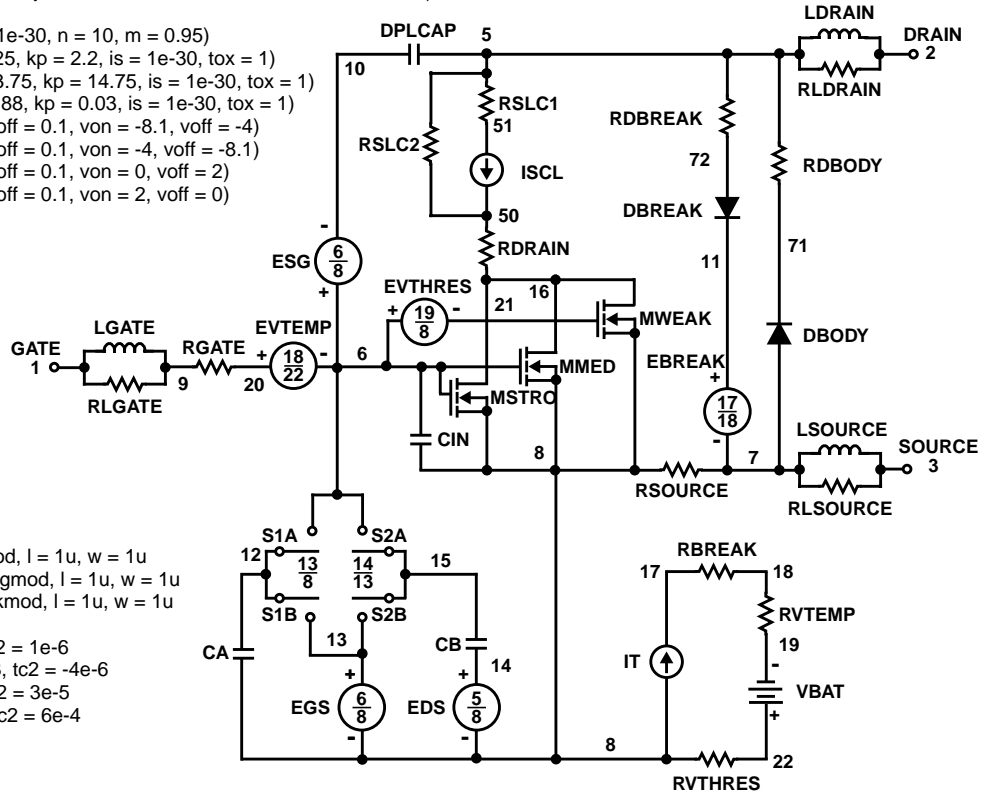 1e-30, n = 10, m = 0.95)
25, kp = 2.2, is = 1e-30, tox = 1)
3.75, kp = 14.75, is = 1e-30, tox = 1)
88, kp = 0.03, is = 1e-30, tox = 1)
off = 0.1, von = -8.1, voff = -4)
off = 0.1, von = -4, voff = -8.1)
off = 0.1, von = 0, voff = 2)
off = 0.1, von = 2, voff = 0)
LDRAIN
DPLCAP
5
DRAIN
2
10
RLDRAIN
RSLC1
51
RDBREAK
RSLC2
72
RDBODY
ISCL
DBREAK
50
RDRAIN
71
-
ESG
6
8
+
EVTHRES
+ 19 -
8
16
21
11
MWEAK
LGATE
EVTEMP
DBODY
GATE
1
RGATE
+ 18 -
22
6
EBREAK
+
MMED
9
20
MSTRO
17
18
-
RLGATE
CIN
LSOURCE
8
7
SOURCE
3
RSOURCE
RLSOURCE
S1A
S2A
12
13
8
14
13
15
S1B
S2B
RBREAK
17
18
RVTEMP
CA
13
CB
19
+
+
14
IT
-
VBAT
EGS
6
8
EDS
5
8
+
-
-
8
22
RVTHRES
od, l = 1u, w = 1u
gmod, l = 1u, w = 1u
kmod, l = 1u, w = 1u
2 = 1e-6
, tc2 = -4e-6
2 = 3e-5
c2 = 6e-4